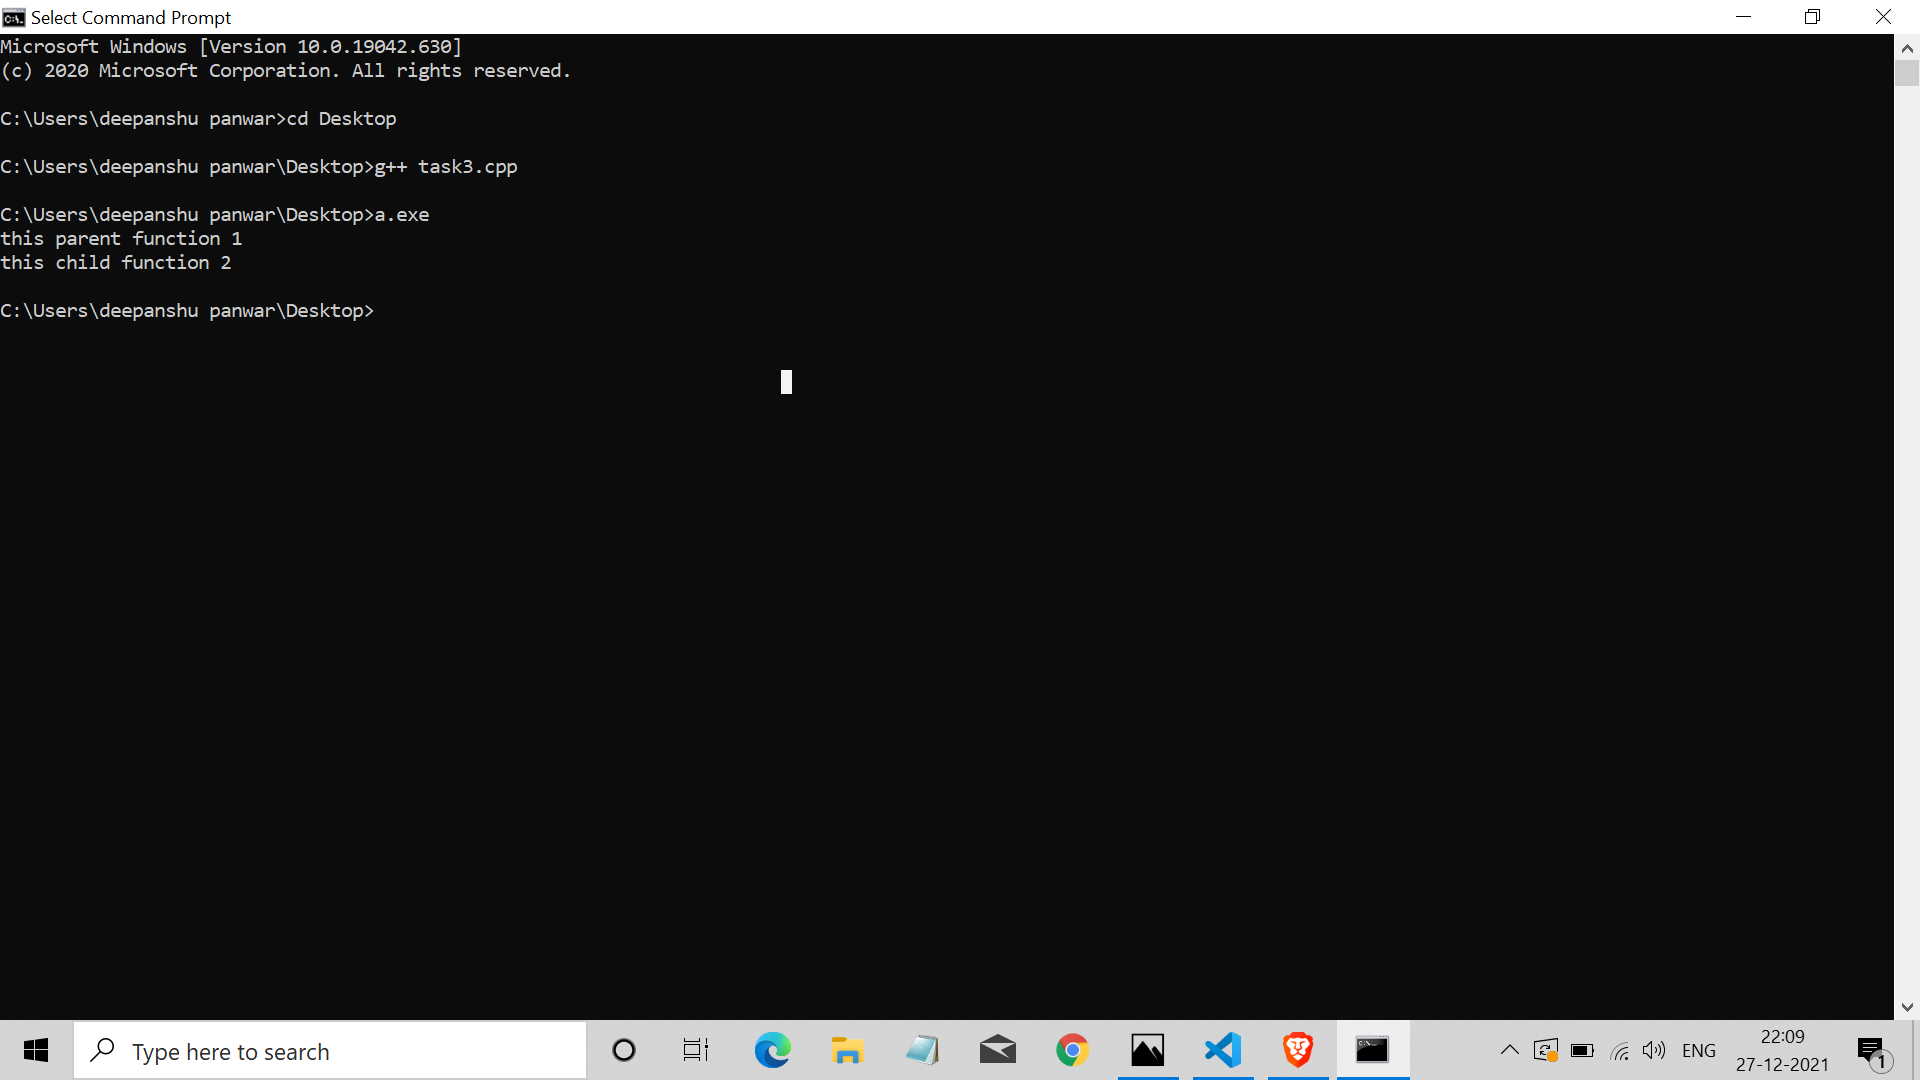 Select Command Prompt
Microsoft Windows [Version 10.0.19042.630]
(c) 2020 Microsoft Corporation. All rights reserved.
C:\Users\deepanshu panwar>cd Desktop
C:\Users\deepanshu panwar\Desktop>g++ task3.cpp
C:\Users\deepanshu panwar\Desktop>a.exe
this parent function 1
this child function 2
C:\Users\deepanshu panwar\Desktop>
Type here to search
ENG
22:09
27-12-2021
1